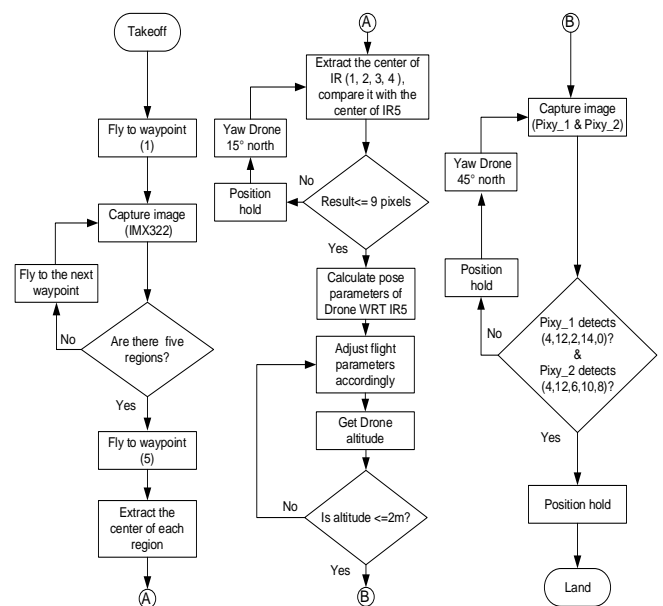 Takeoff
Fly to waypoint
(1)
Capture image
(IMX322)
Fly to the next
waypoint
No
Are there five
regions?
Yes
Fly to waypoint
(5)
Extract the
center of each
region
A
A
Extract the center of
IR (1, 2, 3, 4 ),
compare it with the
center of IR5
Yaw Drone
15° north
No
Position
hold
Result<= 9 pixels
Yes
Calculate pose
parameters of
Drone WRT IR5
Adjust flight
parameters
accordingly
Get Drone
altitude
No
Is altitude <=2m?
Yes
B
B
Capture image
(Pixy_1 & Pixy_2)
Yaw Drone
45° north
Position
hold
No
Pixy_1 detects
(4,12,2,14,0)?
&
Pixy_2 detects
(4,12,6,10,8)?
Yes
Position hold
Land